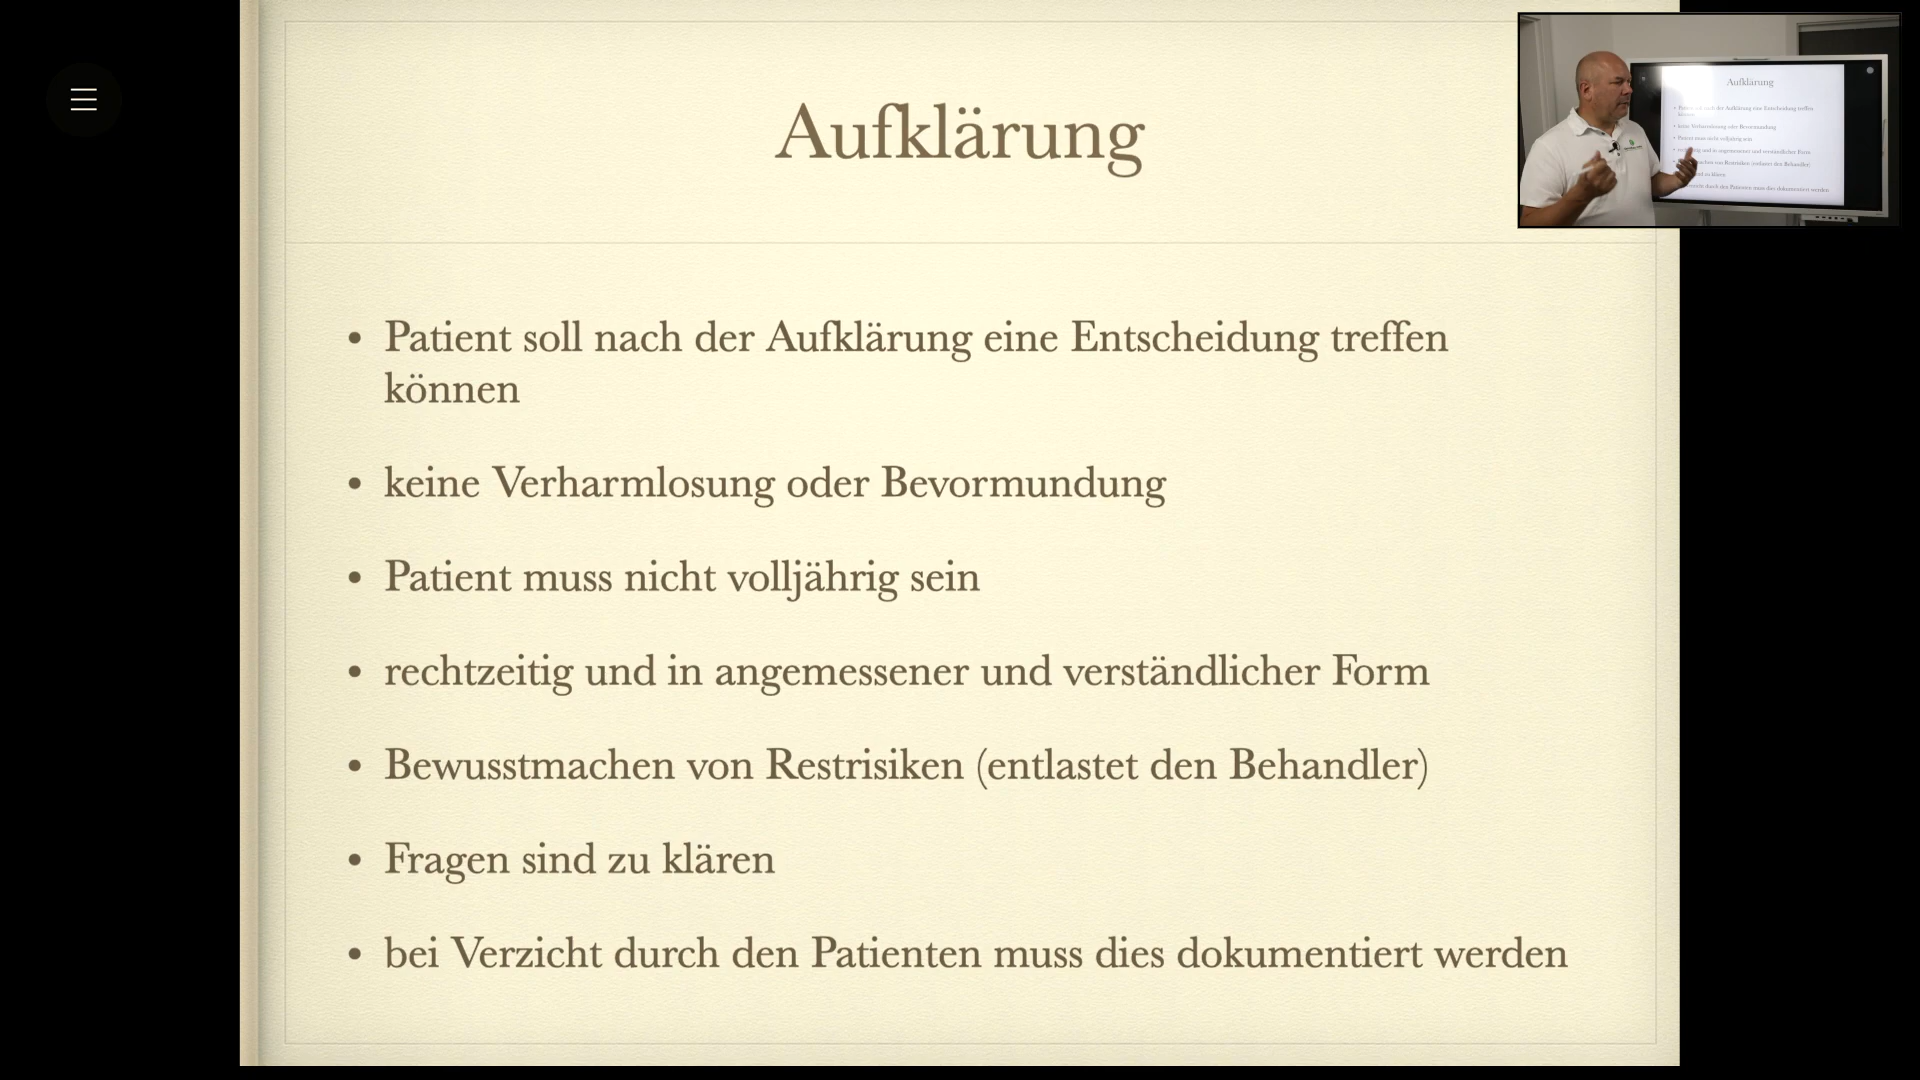 Aufklärung
• Patient soll nach der Aufklärung eine Entscheidung treffen
können
• keine Verharmlosung oder Bevormundung
• Patient muss nicht volljährig sein
• rechtzeitig und in angemessener und verständlicher Form
• Bewusstmachen von Restrisiken (entlastet den Behandler)
• Fragen sind zu klären
• bei Verzicht durch den Patienten muss dies dokumentiert werden
Aufklärung